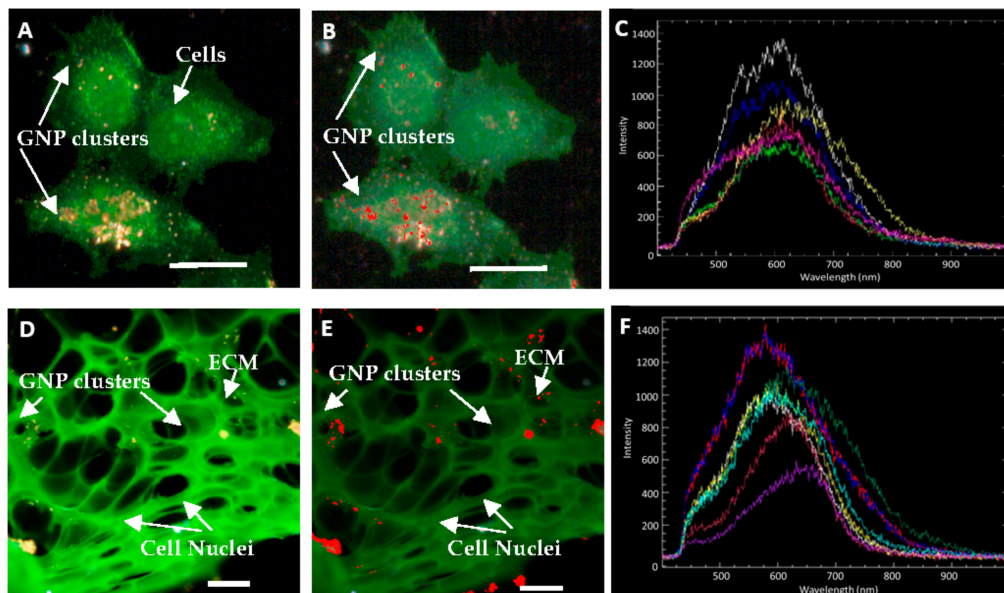 A
Cells
GNP clusters
B
GNP clusters
C
1400
1200
1000
800
600
400
200
0
Intensity
500 600 700 800 900
Wavelength (nm)
D
ECM
GNP clusters
Cell Nuclei
E
ECM
GNP clusters
Cell Nuclei
F
1400
1200
1000
800
600
400
200
0
Intensity
500 600 700 800 900
Wavelength (nm)